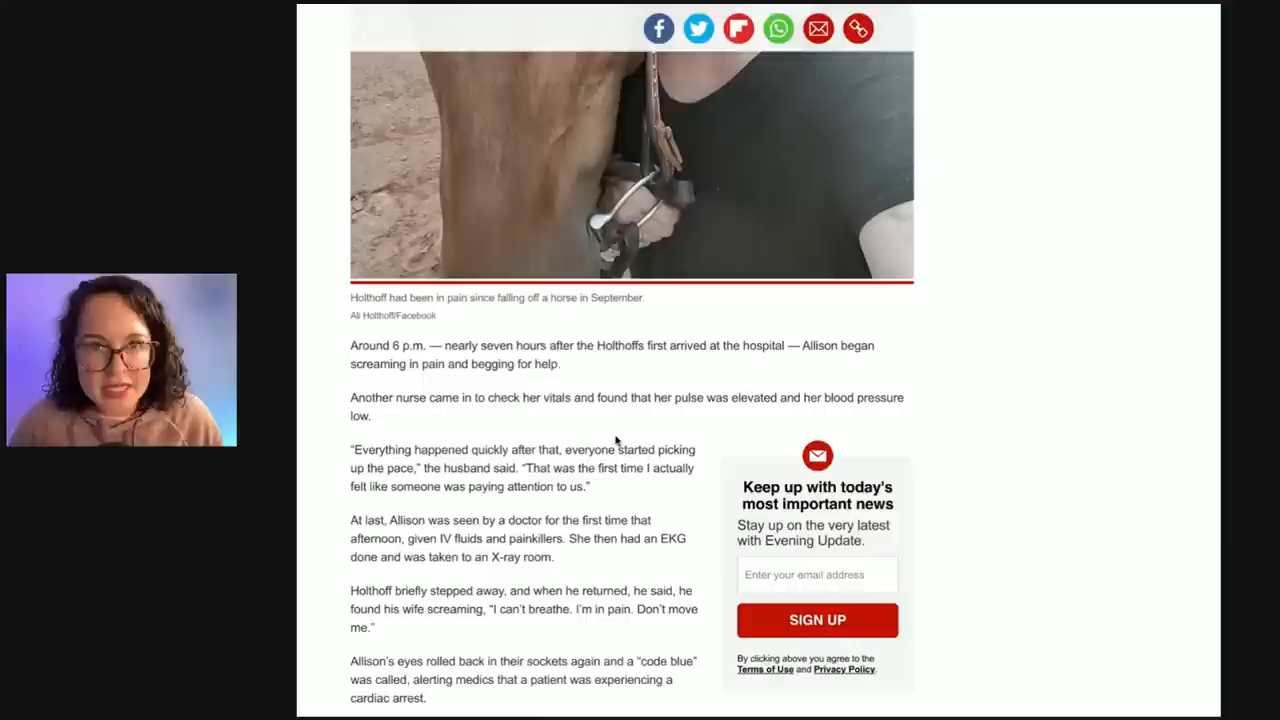 Holthoff had been in pain since falling off a horse in September.
Ali Holthoff/Facebook
Around 6 p.m. — nearly seven hours after the Holthoffs first arrived at the hospital — Allison began
screaming in pain and begging for help.
Another nurse came in to check her vitals and found that her pulse was elevated and her blood pressure
low.
“Everything happened quickly after that, everyone started picking
up the pace,” the husband said. “That was the first time I actually
felt like someone was paying attention to us.”
At last, Allison was seen by a doctor for the first time that
afternoon, given IV fluids and painkillers. She then had an EKG
done and was taken to an X-ray room.
Holthoff briefly stepped away, and when he returned, he said, he
found his wife screaming, “I can’t breathe. I’m in pain. Don’t move
me.”
Allison’s eyes rolled back in their sockets again and a “code blue”
was called, alerting medics that a patient was experiencing a
cardiac arrest.
Keep up with today's
most important news
Stay up on the very latest
with Evening Update.
Enter your email address
SIGN UP
By clicking above you agree to the
Terms of Use and Privacy Policy.